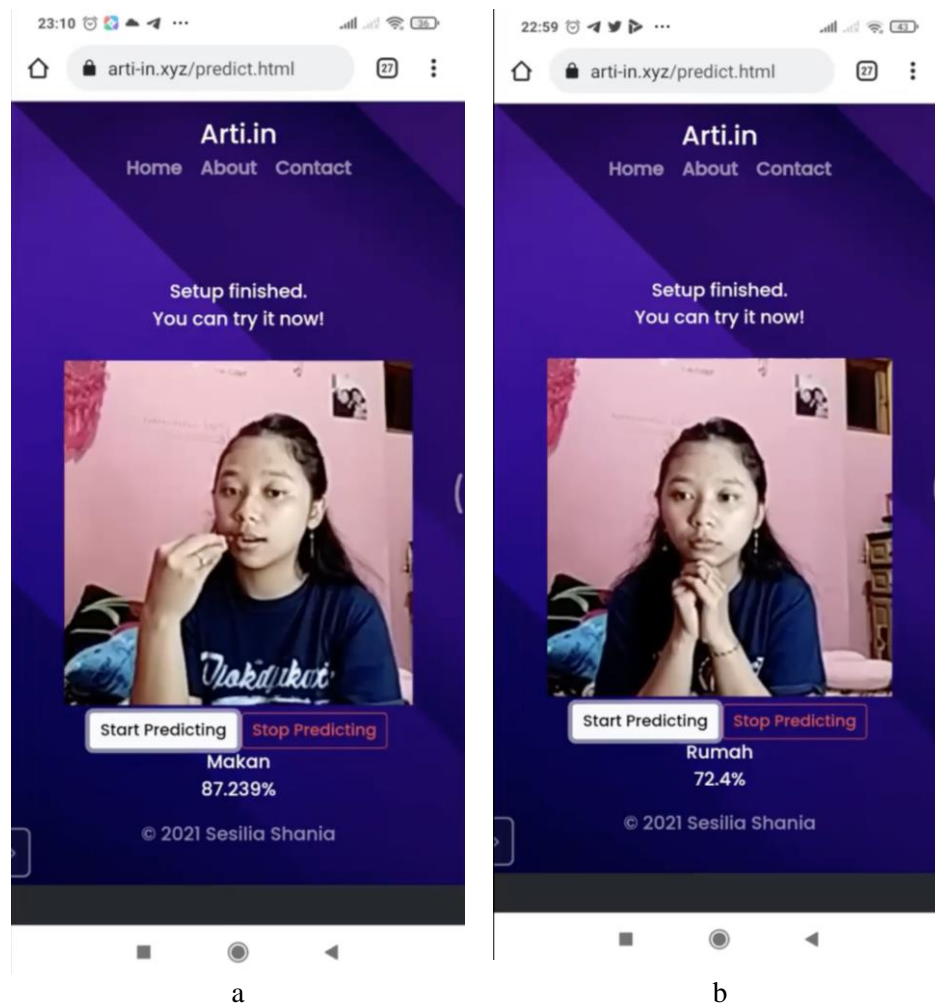 23:10
36
arti-in.xyz/predict.html
27
Arti.in
Home About Contact
Setup finished.
You can try it now!
Start Predicting Stop Predicting
Makan
87.239%
© 2021 Sesilia Shania
a
22:59
43
arti-in.xyz/predict.html
27
Arti.in
Home About Contact
Setup finished.
You can try it now!
Start Predicting Stop Predicting
Rumah
72.4%
© 2021 Sesilia Shania
b